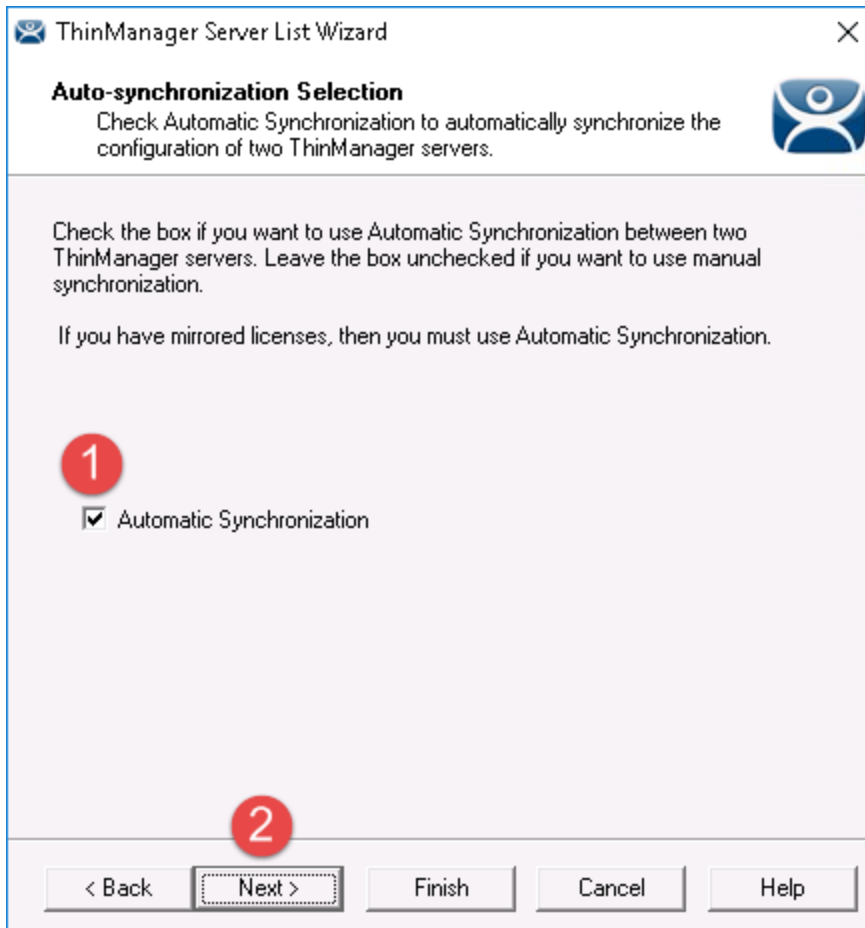 ThinManager Server List Wizard
Auto-synchronization Selection
Check Automatic Synchronization to automatically synchronize the
configuration of two ThinManager servers.
Check the box if you want to use Automatic Synchronization between two
ThinManager servers. Leave the box unchecked if you want to use manual
synchronization.
If you have mirrored licenses, then you must use Automatic Synchronization.
1
Automatic Synchronization
2
< Back Next > Finish Cancel Help